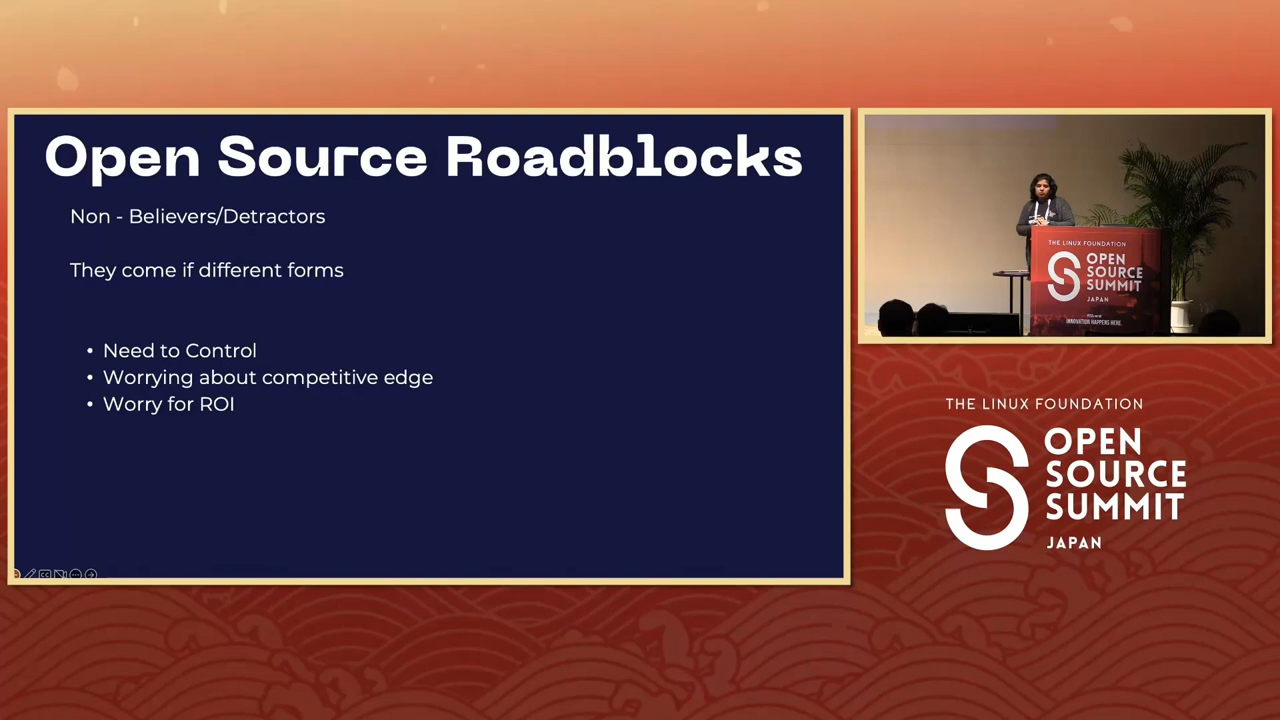 Open Source Roadblocks
Non - Believers/Detractors
They come if different forms
• Need to Control
• Worrying about competitive edge
• Worry for ROI
THE LINUX FOUNDATION
OPEN
SOURCE
SUMMIT
JAPAN
INNOVATION HAPPENS HERE.
THE LINUX FOUNDATION
OPEN
SOURCE
SUMMIT
JAPAN